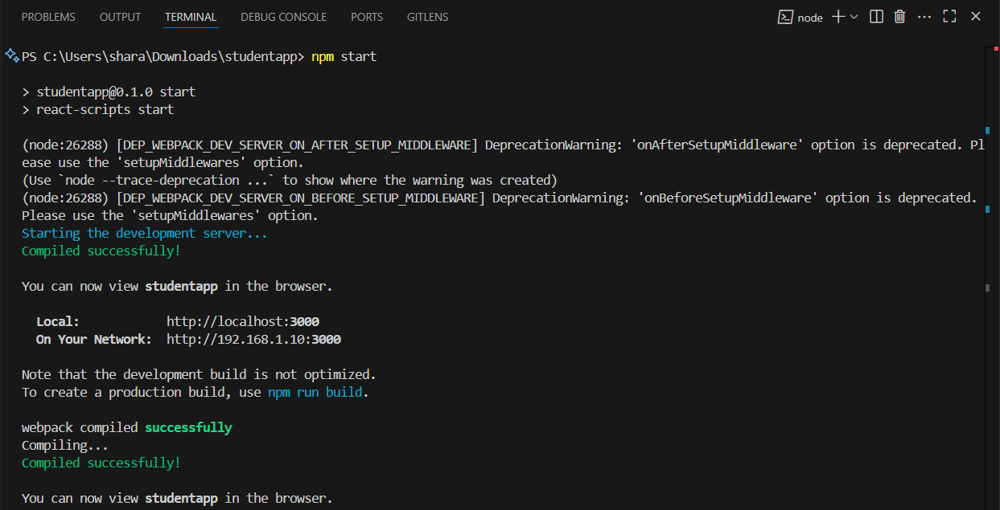 PROBLEMS OUTPUT TERMINAL DEBUG CONSOLE PORTS GITLENS node
PS C:\Users\shara\Downloads\studentapp> npm start
> studentapp@0.1.0 start
> react-scripts start
(node:26288) [DEP_WEBPACK_DEV_SERVER_ON_AFTER_SETUP_MIDDLEWARE] DeprecationWarning: 'onAfterSetupMiddleware' option is deprecated. Pl
ease use the 'setupMiddlewares' option.
(Use `node --trace-deprecation ...` to show where the warning was created)
(node:26288) [DEP_WEBPACK_DEV_SERVER_ON_BEFORE_SETUP_MIDDLEWARE] DeprecationWarning: 'onBeforeSetupMiddleware' option is deprecated.
Please use the 'setupMiddlewares' option.
Starting the development server...
Compiled successfully!
You can now view studentapp in the browser.
Local: http://localhost:3000
On Your Network: http://192.168.1.10:3000
Note that the development build is not optimized.
To create a production build, use npm run build.
webpack compiled successfully
Compiling...
Compiled successfully!
You can now view studentapp in the browser.